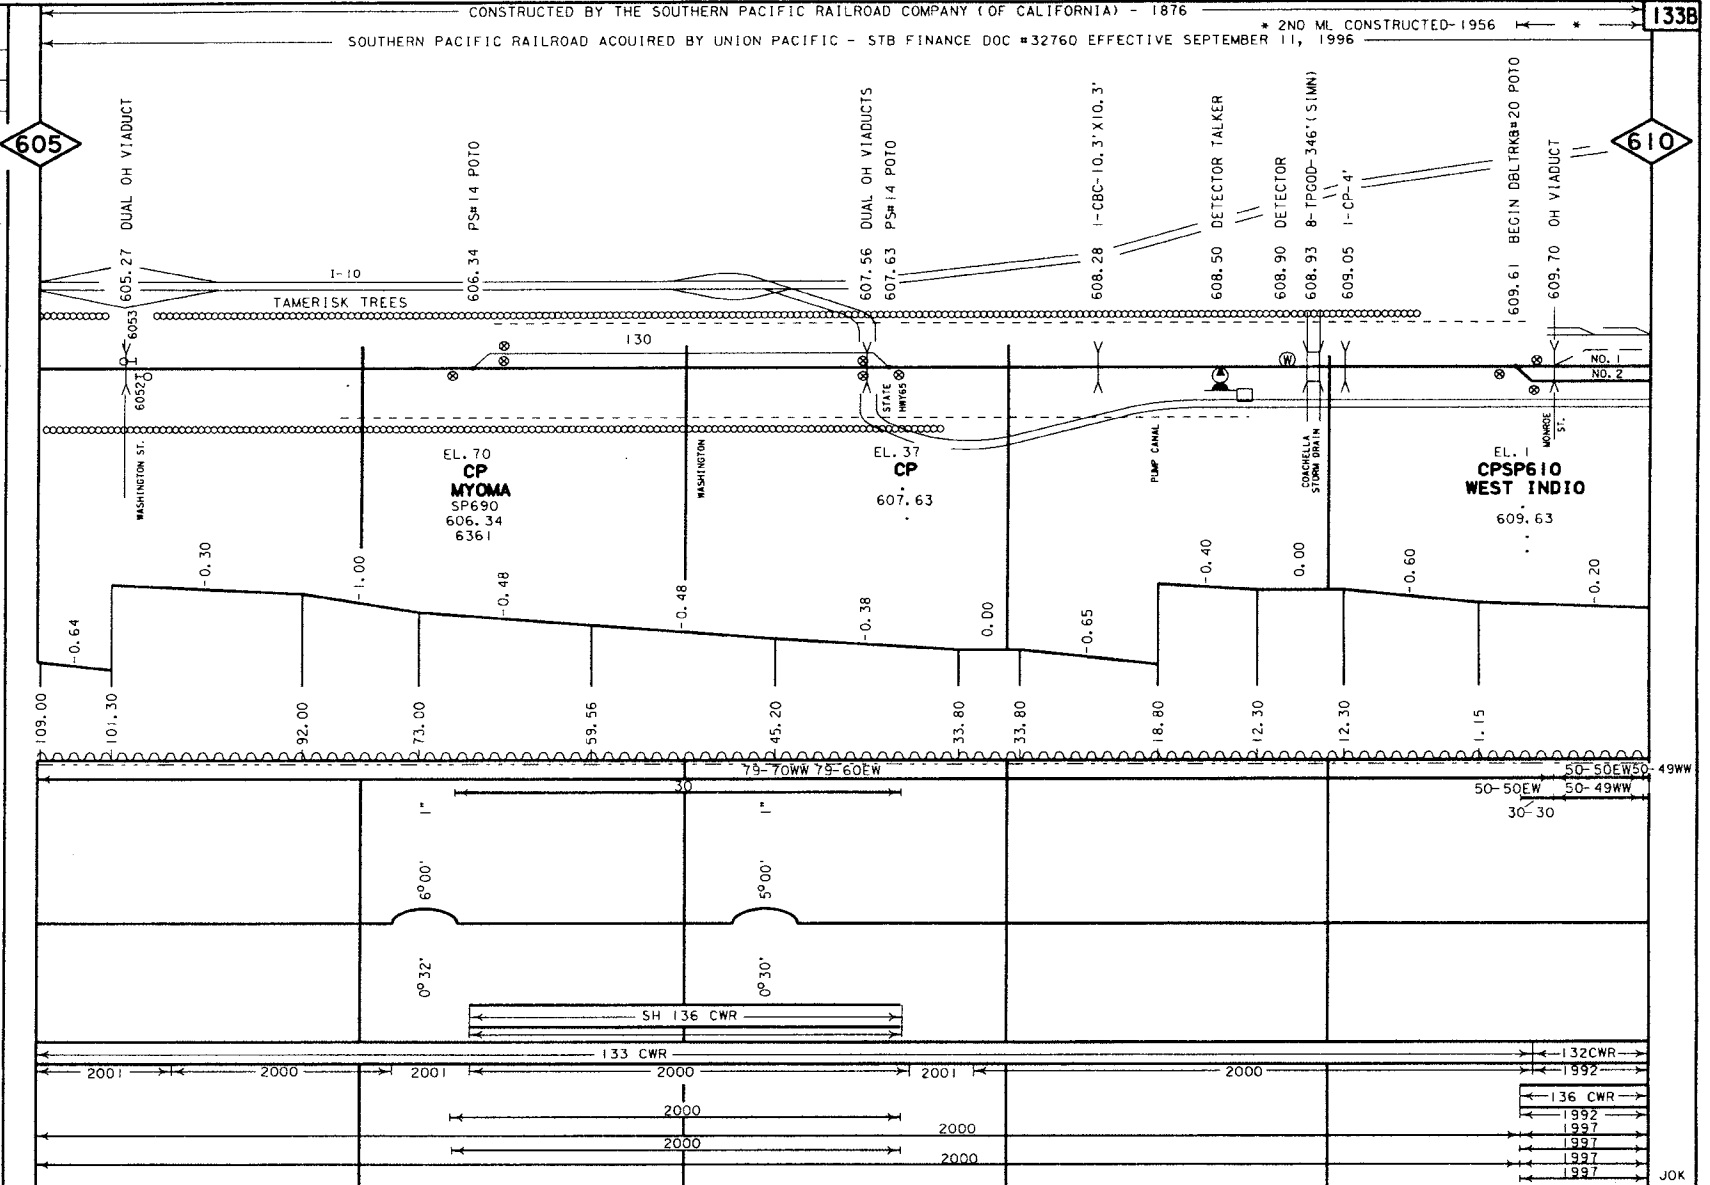 CONSTRUCTED BY THE SOUTHERN PACIFIC RAILROAD COMPANY (OF CALIFORNIA) - 1876
133B
* 2ND ML CONSTRUCTED-1956
*
SOUTHERN PACIFIC RAILROAD ACQUIRED BY UNION PACIFIC - STB FINANCE DOC #32760 EFFECTIVE SEPTEMBER 11, 1996
605
610
605.27 DUAL OH VIADUCT
606.34 PS#14 POTO
607.56 DUAL OH VIADUCTS
607.63 PS#14 POTO
608.28 1-CBC-10.3'X10.3'
608.50 DETECTOR TALKER
608.90 DETECTOR
608.93 8-TPGOD-346'(SIMN)
609.05 1-CP-4'
609.61 BEGIN DBLTRK&#20 POTO
609.70 OH VIADUCT
I-10
TAMERISK TREES
6053
130
W
NO. 1
NO. 2
6052
STATE
HWY65
WASHINGTON ST.
WASHINGTON
PUMP CANAL
COACHELLA
STORM DRAIN
MONROE
ST.
EL. 70
CP
MYOMA
SP690
606.34
6361
EL. 37
CP
607.63
EL. 1
CPSP610
WEST INDIO
609.63
-0.64
-0.30
-1.00
-0.48
-0.48
-0.38
0.00
-0.65
-0.40
0.00
-0.60
-0.20
109.00
101.30
92.00
73.00
59.56
45.20
33.80
33.80
18.80
12.30
12.30
1.15
79-70WW 79-60EW
50-50EW
50-49WW
30
50-50EW
50-49WW
30-30
1"
1"
6°00'
5°00'
0°32'
0°30'
SH 136 CWR
133 CWR
132CWR
2001
2000
2001
2000
2001
2000
1992
136 CWR
2000
1992
2000
1997
2000
1997
2000
1997
1997
JOK